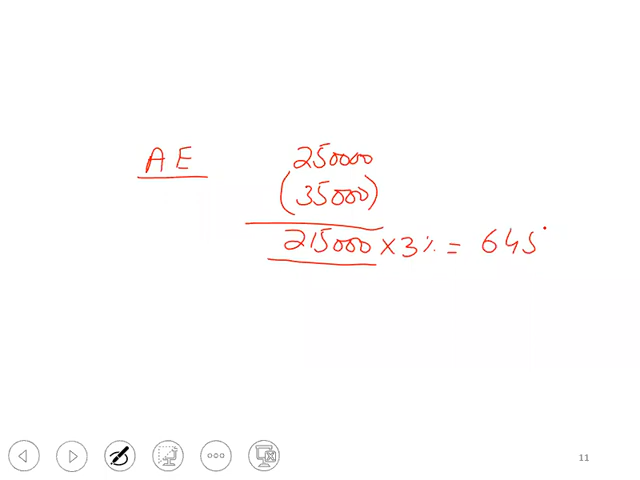 AE 250000
(35000)
215000 × 3% = 645
11